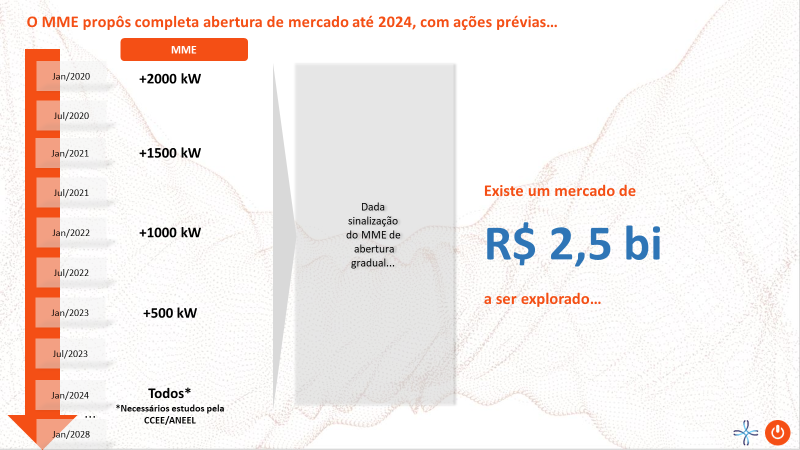 O MME propôs completa abertura de mercado até 2024, com ações prévias...
MME
Jan/2020
+2000 kW
Jul/2020
Jan/2021
+1500 kW
Jul/2021
Jan/2022
+1000 kW
Jul/2022
Jan/2023
+500 kW
Jul/2023
Jan/2024
Todos*
*Necessários estudos pela
CCEE/ANEEL
...
Jan/2028
Dada
sinalização
do MME de
abertura
gradual...
Existe um mercado de
R$ 2,5 bi
a ser explorado...